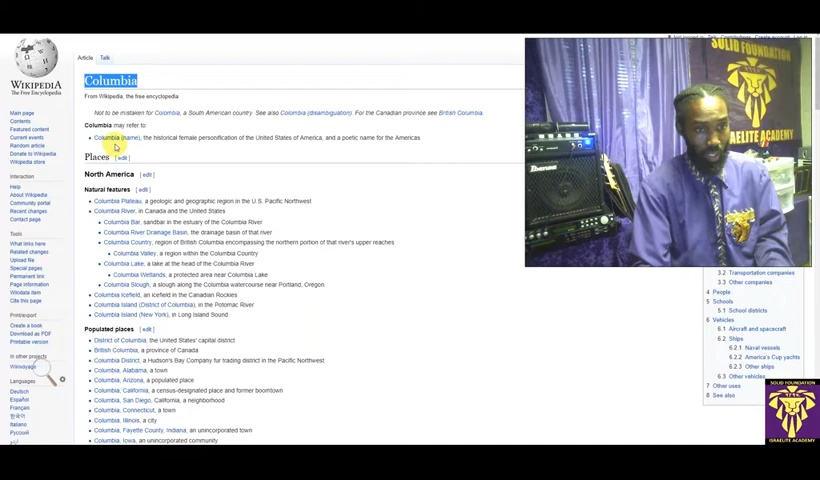 WIKIPEDIA
The Free Encyclopedia
Main page
Contents
Featured content
Current events
Random article
Donate to Wikipedia
Wikipedia store
Interaction
Help
About Wikipedia
Community portal
Recent changes
Contact page
Tools
What links here
Related changes
Upload file
Special pages
Permanent link
Page information
Wikidata item
Cite this page
Print/export
Create a book
Download as PDF
Printable version
In other projects
Wikivoyage
Languages
Deutsch
Español
Français
한국어
Italiano
Русский
Article Talk
Columbia
From Wikipedia, the free encyclopedia
Not to be mistaken for Colombia, a South American country. See also Colombia (disambiguation). For the Canadian province see British Columbia.
Columbia may refer to:
Columbia (name), the historical female personification of the United States of America, and a poetic name for the Americas
Places [edit]
North America [edit]
Natural features [edit]
Columbia Plateau, a geologic and geographic region in the U.S. Pacific Northwest
Columbia River, in Canada and the United States
Columbia Bar, sandbar in the estuary of the Columbia River
Columbia River Drainage Basin, the drainage basin of that river
Columbia Country, region of British Columbia encompassing the northern portion of that river's upper reaches
Columbia Valley, a region within the Columbia Country
Columbia Lake, a lake at the head of the Columbia River
Columbia Wetlands, a protected area near Columbia Lake
Columbia Slough, a slough along the Columbia watercourse near Portland, Oregon
Columbia Icefield, an icefield in the Canadian Rockies
Columbia Island (District of Columbia), in the Potomac River
Columbia Island (New York), in Long Island Sound
Populated places [edit]
District of Columbia, the United States' capital district
British Columbia, a province of Canada
Columbia District, a Hudson's Bay Company fur trading district in the Pacific Northwest
Columbia, Alabama, a town
Columbia, Arizona, a populated place
Columbia, California, a census-designated place and former boomtown
Columbia, San Diego, California, a neighborhood
Columbia, Connecticut, a town
Columbia, Illinois, a city
Columbia, Fayette County, Indiana, an unincorporated town
Columbia, Iowa, an unincorporated community
SOLID FOUNDATION
ISRAELITE ACADEMY
Ibanez
3.2 Transportation companies
3.3 Other companies
4 People
5 Schools
5.1 School districts
6 Vehicles
6.1 Aircraft and spacecraft
6.2 Ships
6.2.1 Naval vessels
6.2.2 America's Cup yachts
6.2.3 Other ships
6.3 Other vehicles
7 Other uses
8 See also
SOLID FOUNDATION
ISRAELITE ACADEMY